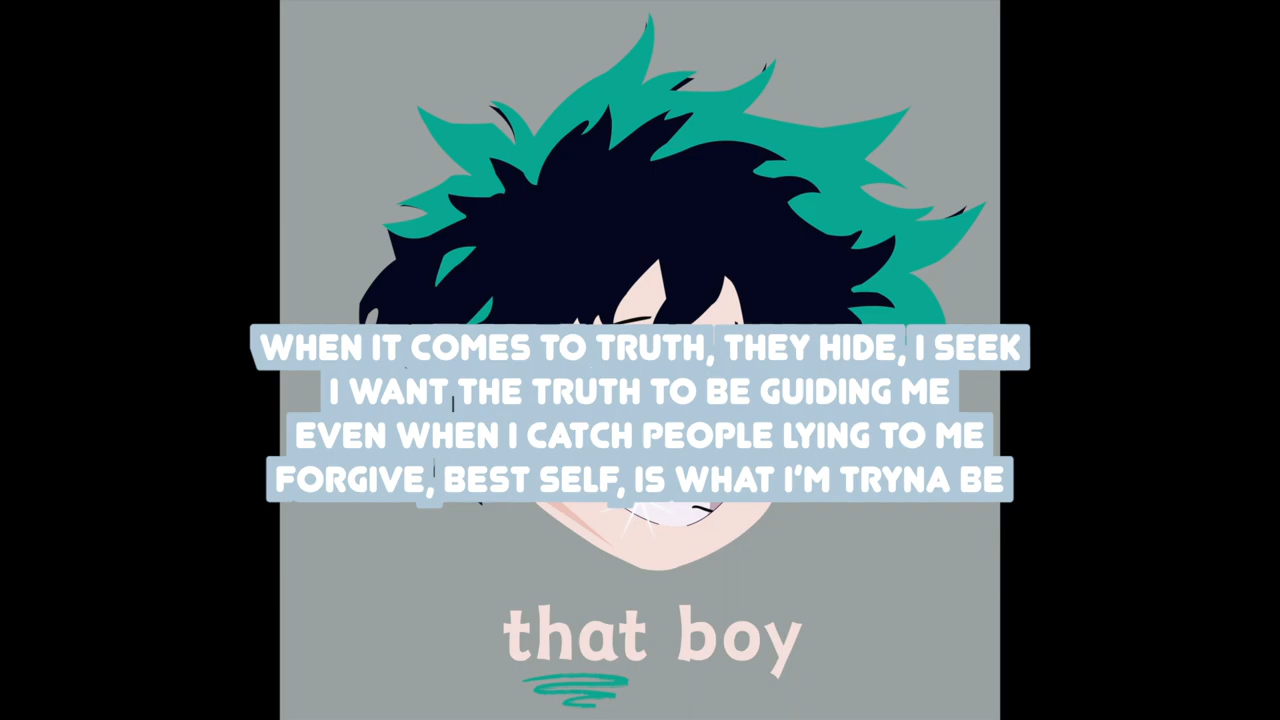 WHEN IT COMES TO TRUTH, THEY HIDE, I SEEK
I WANT THE TRUTH TO BE GUIDING ME
EVEN WHEN I CATCH PEOPLE LYING TO ME
FORGIVE, BEST SELF, IS WHAT I'M TRYNA BE
that boy